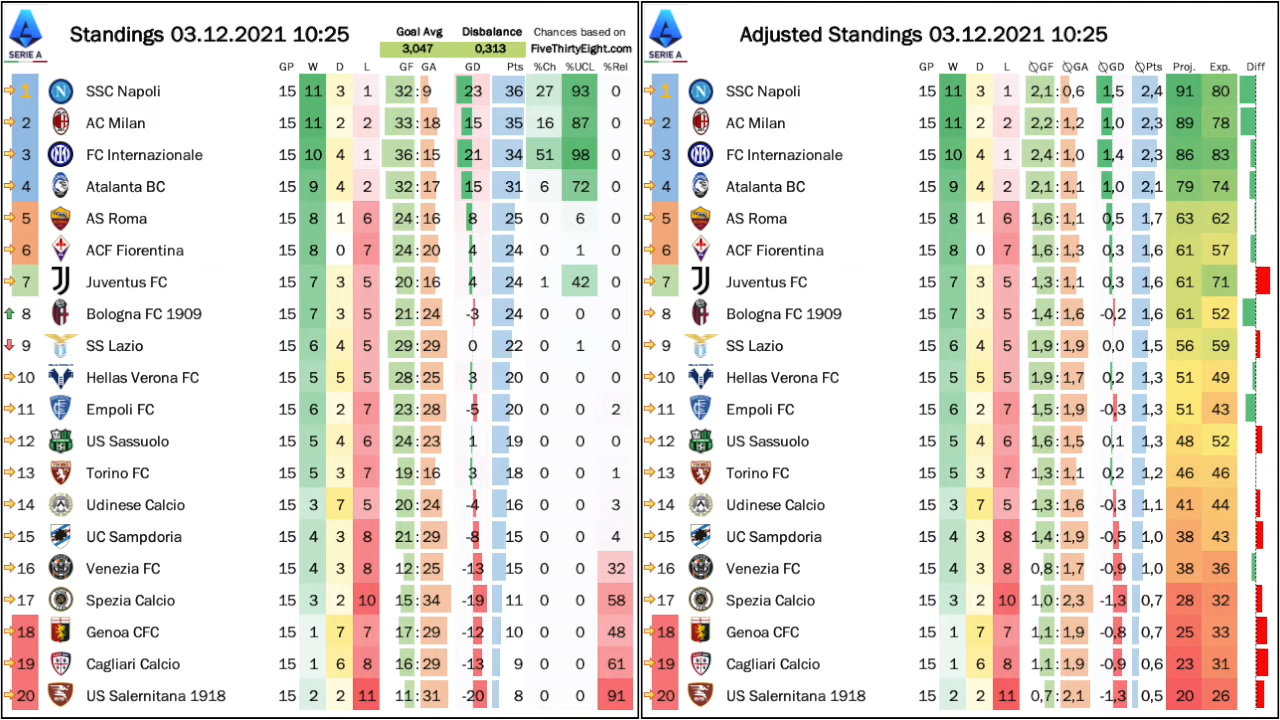 SERIE A
Standings 03.12.2021 10:25
Goal Avg Disbalance Chances based on
3,047 0,313 FiveThirtyEight.com
GP W D L GF GA GD Pts %Ch %UCL %Rel
1 SSC Napoli 15 11 3 1 32 : 9 23 36 27 93 0
2 AC Milan 15 11 2 2 33 : 18 15 35 16 87 0
3 FC Internazionale 15 10 4 1 36 : 15 21 34 51 98 0
4 Atalanta BC 15 9 4 2 32 : 17 15 31 6 72 0
5 AS Roma 15 8 1 6 24 : 16 8 25 0 6 0
6 ACF Fiorentina 15 8 0 7 24 : 20 4 24 0 1 0
7 Juventus FC 15 7 3 5 20 : 16 4 24 1 42 0
8 Bologna FC 1909 15 7 3 5 21 : 24 -3 24 0 0 0
9 SS Lazio 15 6 4 5 29 : 29 0 22 0 1 0
10 Hellas Verona FC 15 5 5 5 28 : 25 3 20 0 0 0
11 Empoli FC 15 6 2 7 23 : 28 -5 20 0 0 2
12 US Sassuolo 15 5 4 6 24 : 23 1 19 0 0 0
13 Torino FC 15 5 3 7 19 : 16 3 18 0 0 1
14 Udinese Calcio 15 3 7 5 20 : 24 -4 16 0 0 3
15 UC Sampdoria 15 4 3 8 21 : 29 -8 15 0 0 4
16 Venezia FC 15 4 3 8 12 : 25 -13 15 0 0 32
17 Spezia Calcio 15 3 2 10 15 : 34 -19 11 0 0 58
18 Genoa CFC 15 1 7 7 17 : 29 -12 10 0 0 48
19 Cagliari Calcio 15 1 6 8 16 : 29 -13 9 0 0 61
20 US Salernitana 1918 15 2 2 11 11 : 31 -20 8 0 0 91
SERIE A
Adjusted Standings 03.12.2021 10:25
GP W D L ∅GF ∅GA ∅GD ∅Pts Proj. Exp. Diff
1 SSC Napoli 15 11 3 1 2,1 : 0,6 1,5 2,4 91 80
2 AC Milan 15 11 2 2 2,2 : 1,2 1,0 2,3 89 78
3 FC Internazionale 15 10 4 1 2,4 : 1,0 1,4 2,3 86 83
4 Atalanta BC 15 9 4 2 2,1 : 1,1 1,0 2,1 79 74
5 AS Roma 15 8 1 6 1,6 : 1,1 0,5 1,7 63 62
6 ACF Fiorentina 15 8 0 7 1,6 : 1,3 0,3 1,6 61 57
7 Juventus FC 15 7 3 5 1,3 : 1,1 0,3 1,6 61 71
8 Bologna FC 1909 15 7 3 5 1,4 : 1,6 -0,2 1,6 61 52
9 SS Lazio 15 6 4 5 1,9 : 1,9 0,0 1,5 56 59
10 Hellas Verona FC 15 5 5 5 1,9 : 1,7 0,2 1,3 51 49
11 Empoli FC 15 6 2 7 1,5 : 1,9 -0,3 1,3 51 43
12 US Sassuolo 15 5 4 6 1,6 : 1,5 0,1 1,3 48 52
13 Torino FC 15 5 3 7 1,3 : 1,1 0,2 1,2 46 46
14 Udinese Calcio 15 3 7 5 1,3 : 1,6 -0,3 1,1 41 44
15 UC Sampdoria 15 4 3 8 1,4 : 1,9 -0,5 1,0 38 43
16 Venezia FC 15 4 3 8 0,8 : 1,7 -0,9 1,0 38 36
17 Spezia Calcio 15 3 2 10 1,0 : 2,3 -1,3 0,7 28 32
18 Genoa CFC 15 1 7 7 1,1 : 1,9 -0,8 0,7 25 33
19 Cagliari Calcio 15 1 6 8 1,1 : 1,9 -0,9 0,6 23 31
20 US Salernitana 1918 15 2 2 11 0,7 : 2,1 -1,3 0,5 20 26